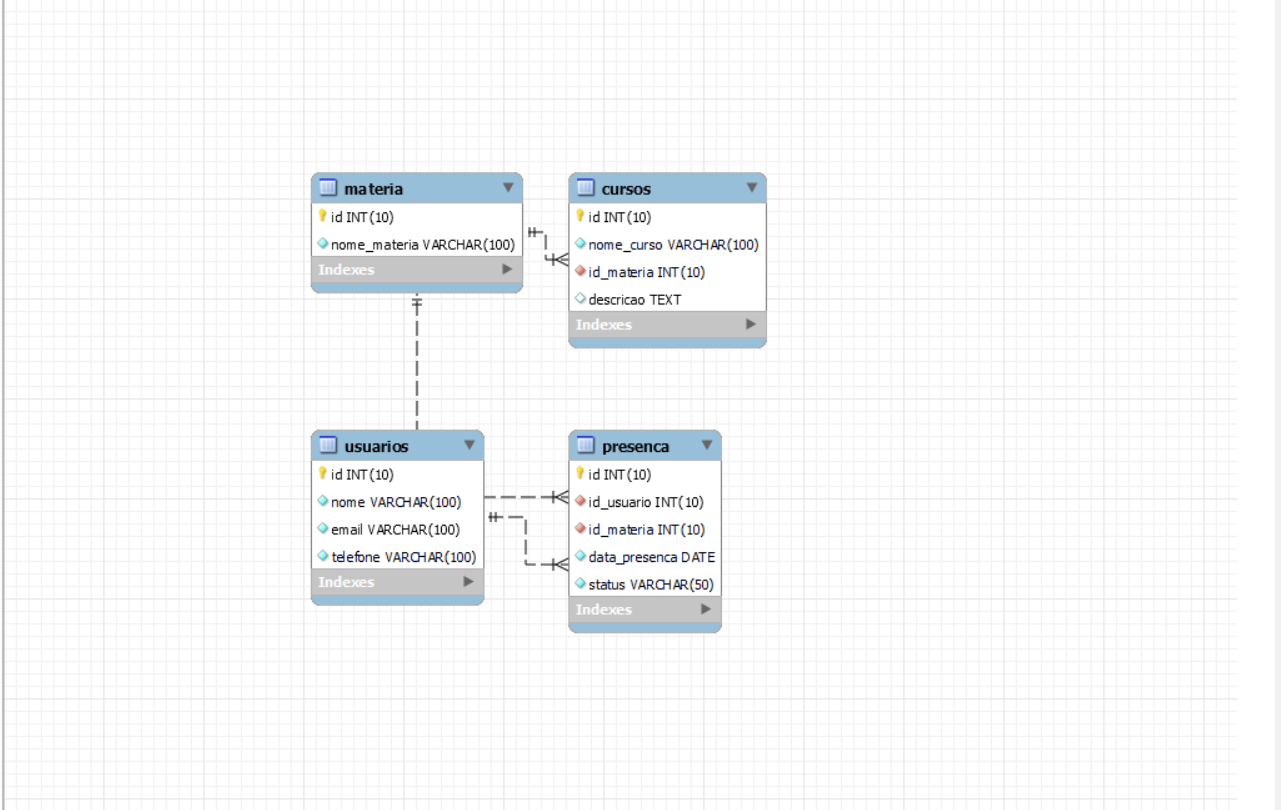 materia
id INT(10)
nome_materia VARCHAR(100)
Indexes
cursos
id INT(10)
nome_curso VARCHAR(100)
id_materia INT(10)
descricao TEXT
Indexes
usuarios
id INT(10)
nome VARCHAR(100)
email VARCHAR(100)
telefone VARCHAR(100)
Indexes
presenca
id INT(10)
id_usuario INT(10)
id_materia INT(10)
data_presenca DATE
status VARCHAR(50)
Indexes